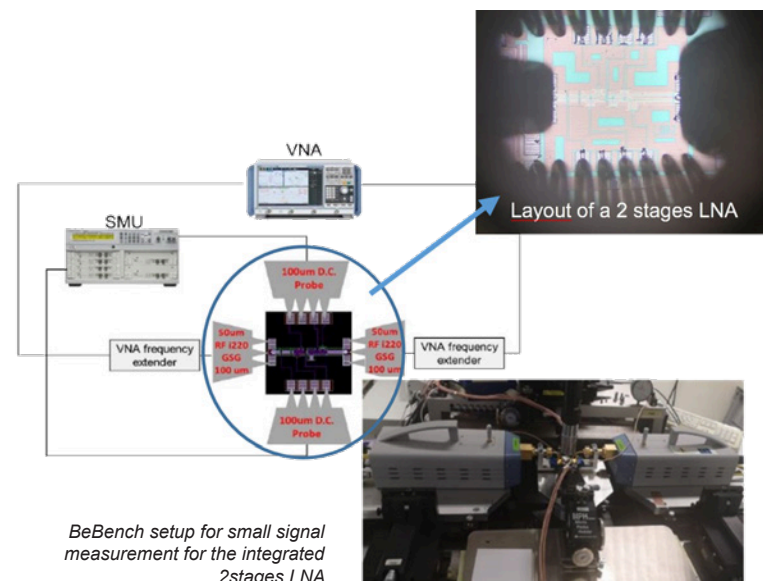 VNA
Layout of a 2 stages LNA
SMU
100um D.C.
Probe
50um
RF i220
GSG
100 um
50um
RF i220
GSG
100 um
VNA frequency
extender
VNA frequency
extender
100um D.C.
Probe
BeBench setup for small signal
measurement for the integrated
2stages LNA